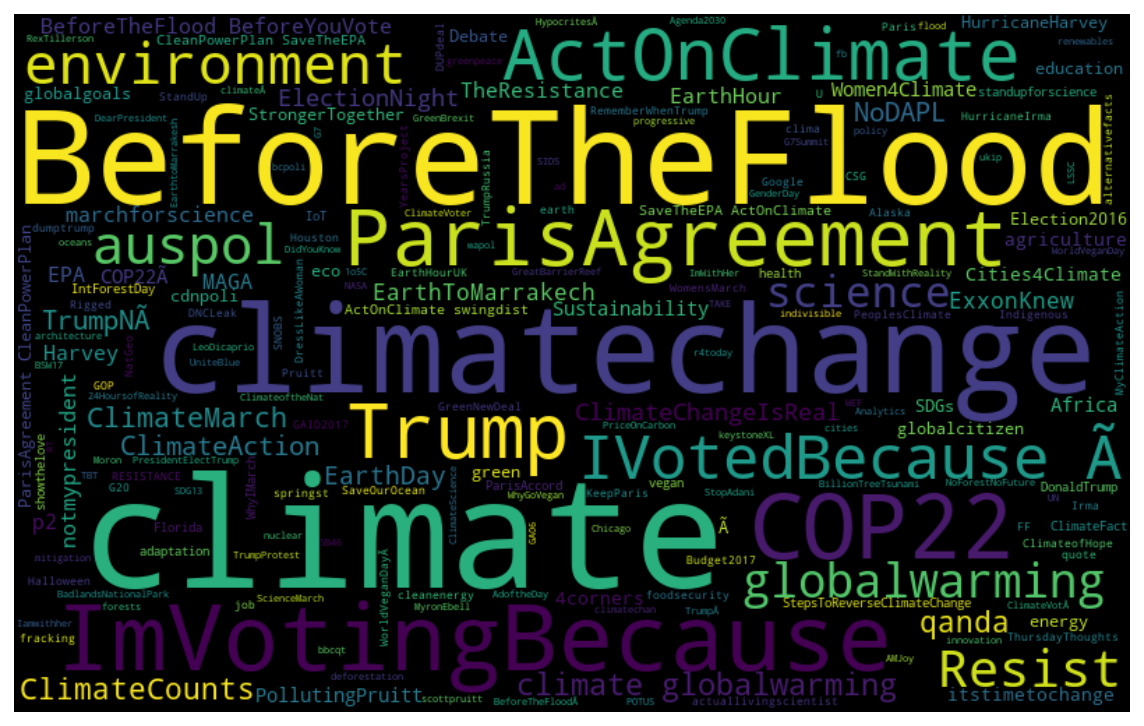 BeforeTheFlood BeforeYouVote
HypocritesÃ
Agenda2030
Paris
flood
HurricaneHarvey
RexTillerson
CleanPowerPlan SaveTheEPA
DUPdeal
Debate
ActOnClimate
fb
renewables
environment
greenpeace
education
globalgoals
climateÃ
ElectionNight
TheResistance
EarthHour
U
Women4Climate
standupforscience
StandUp
StrongerTogether
RememberWhenTrump
NoDAPL
alternativefacts
DearPresident
G7
GreenBrexit
progressive
clima
policy
HurricaneIrma
BeforeTheFlood
EarthtoMarrakesh
bcpoli
YearsProject
TrumpRussia
SIDS
G7Summit
ukip
LSSC
ad
Google
GenderDay
CSG
marchforscience
IoT
ClimateVoter
earth
SaveTheEPA ActOnClimate
Alaska
Election2016
dumptrump
Houston
auspol
ParisAgreement
agriculture
oceans
DidYouKnow
wapol
WorldVeganDay
EPA
COP22Ã
MAGA
eco
1o5C
EarthHourUK
GreatBarrierReef
ImWithHer
health
StandWithReality
Cities4Climate
IntForestDay
cdnpoli
NASA
EarthToMarrakech
WomensMarch
science
ExxonKnew
Rigged
DNCLeak
DressLikeAWoman
ActOnClimate swingdist
Sustainability
TAKE
indivisible
PeoplesClimate
Indigenous
TrumpNÃ
architecture
SNOBS
climatechange
MyClimateAction
ParisAgreement CleanPowerPlan
Harvey
NatGeo
LeoDicaprio
r4today
BSW17
UniteBlue
Pruitt
GOP
24HoursofReality
ClimateoftheNat
notmypresident
ClimateMarch
GAID2017
Trump
GreenNewDeal
ClimateChangeIsReal
WEF
Analytics
SDGs
Africa
PriceOnCarbon
cities
globalcitizen
ClimateAction
keystoneXL
IVotedBecause Ã
showthelove
TBT
Moron
PresidentElectTrump
EarthDay
green
ParisAccord
vegan
G20
RESISTANCE
WhyIMarch
springst
SaveOurOcean
WhyGoVegan
KeepParis
StopAdani
BillionTreeTsunami
NoForestNoFuture
DonaldTrump
SDG13
ClimateScience
UN
Irma
p2
Florida
climate
GAO6
Chicago
Ã
COP22
FF
ClimateFact
nuclear
SB46
ClimateofHope
mitigation
adaptation
TrumpProtest
Budget2017
quote
Halloween
WorldVeganDayÃ
globalwarming
BadlandsNationalPark
ScienceMarch
cleanenergy
AdoftheDay
foodsecurity
forests
job
MyronEbell
4corners
climatechan
TrumpÃ
StepsToReverseClimateChange
ClimateVotÃ
Iamwithher
ImVotingBecause
qanda
energy
fracking
bbcqt
innovation
ThursdayThoughts
AMJoy
deforestation
Resist
ClimateCounts
PollutingPruitt
scottpruitt
climate globalwarming
BeforeTheFloodÃ
POTUS
actuallivingscientist
itstimetochange